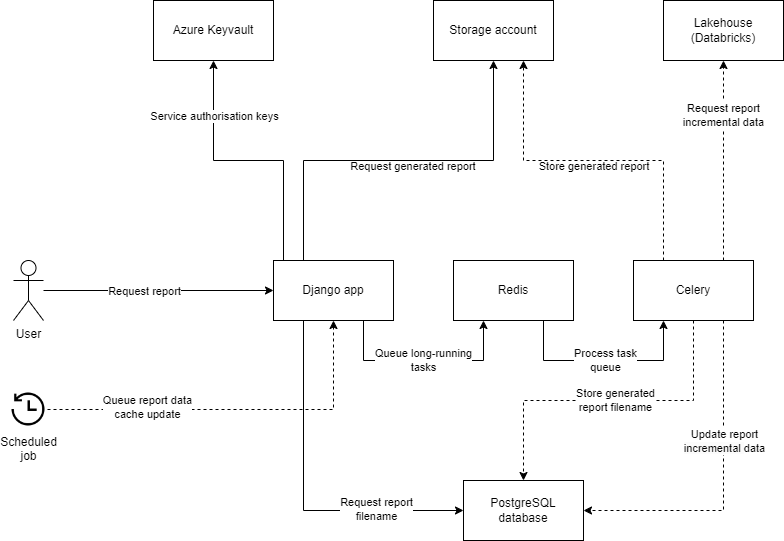 Azure Keyvault
Storage account
Lakehouse
(Databricks)
Service authorisation keys
Request report
incremental data
Request generated report
Store generated report
Request report
Django app
Redis
Celery
User
Queue long-running
tasks
Process task
queue
Queue report data
cache update
Store generated
report filename
Scheduled
job
Update report
incremental data
Request report
filename
PostgreSQL
database